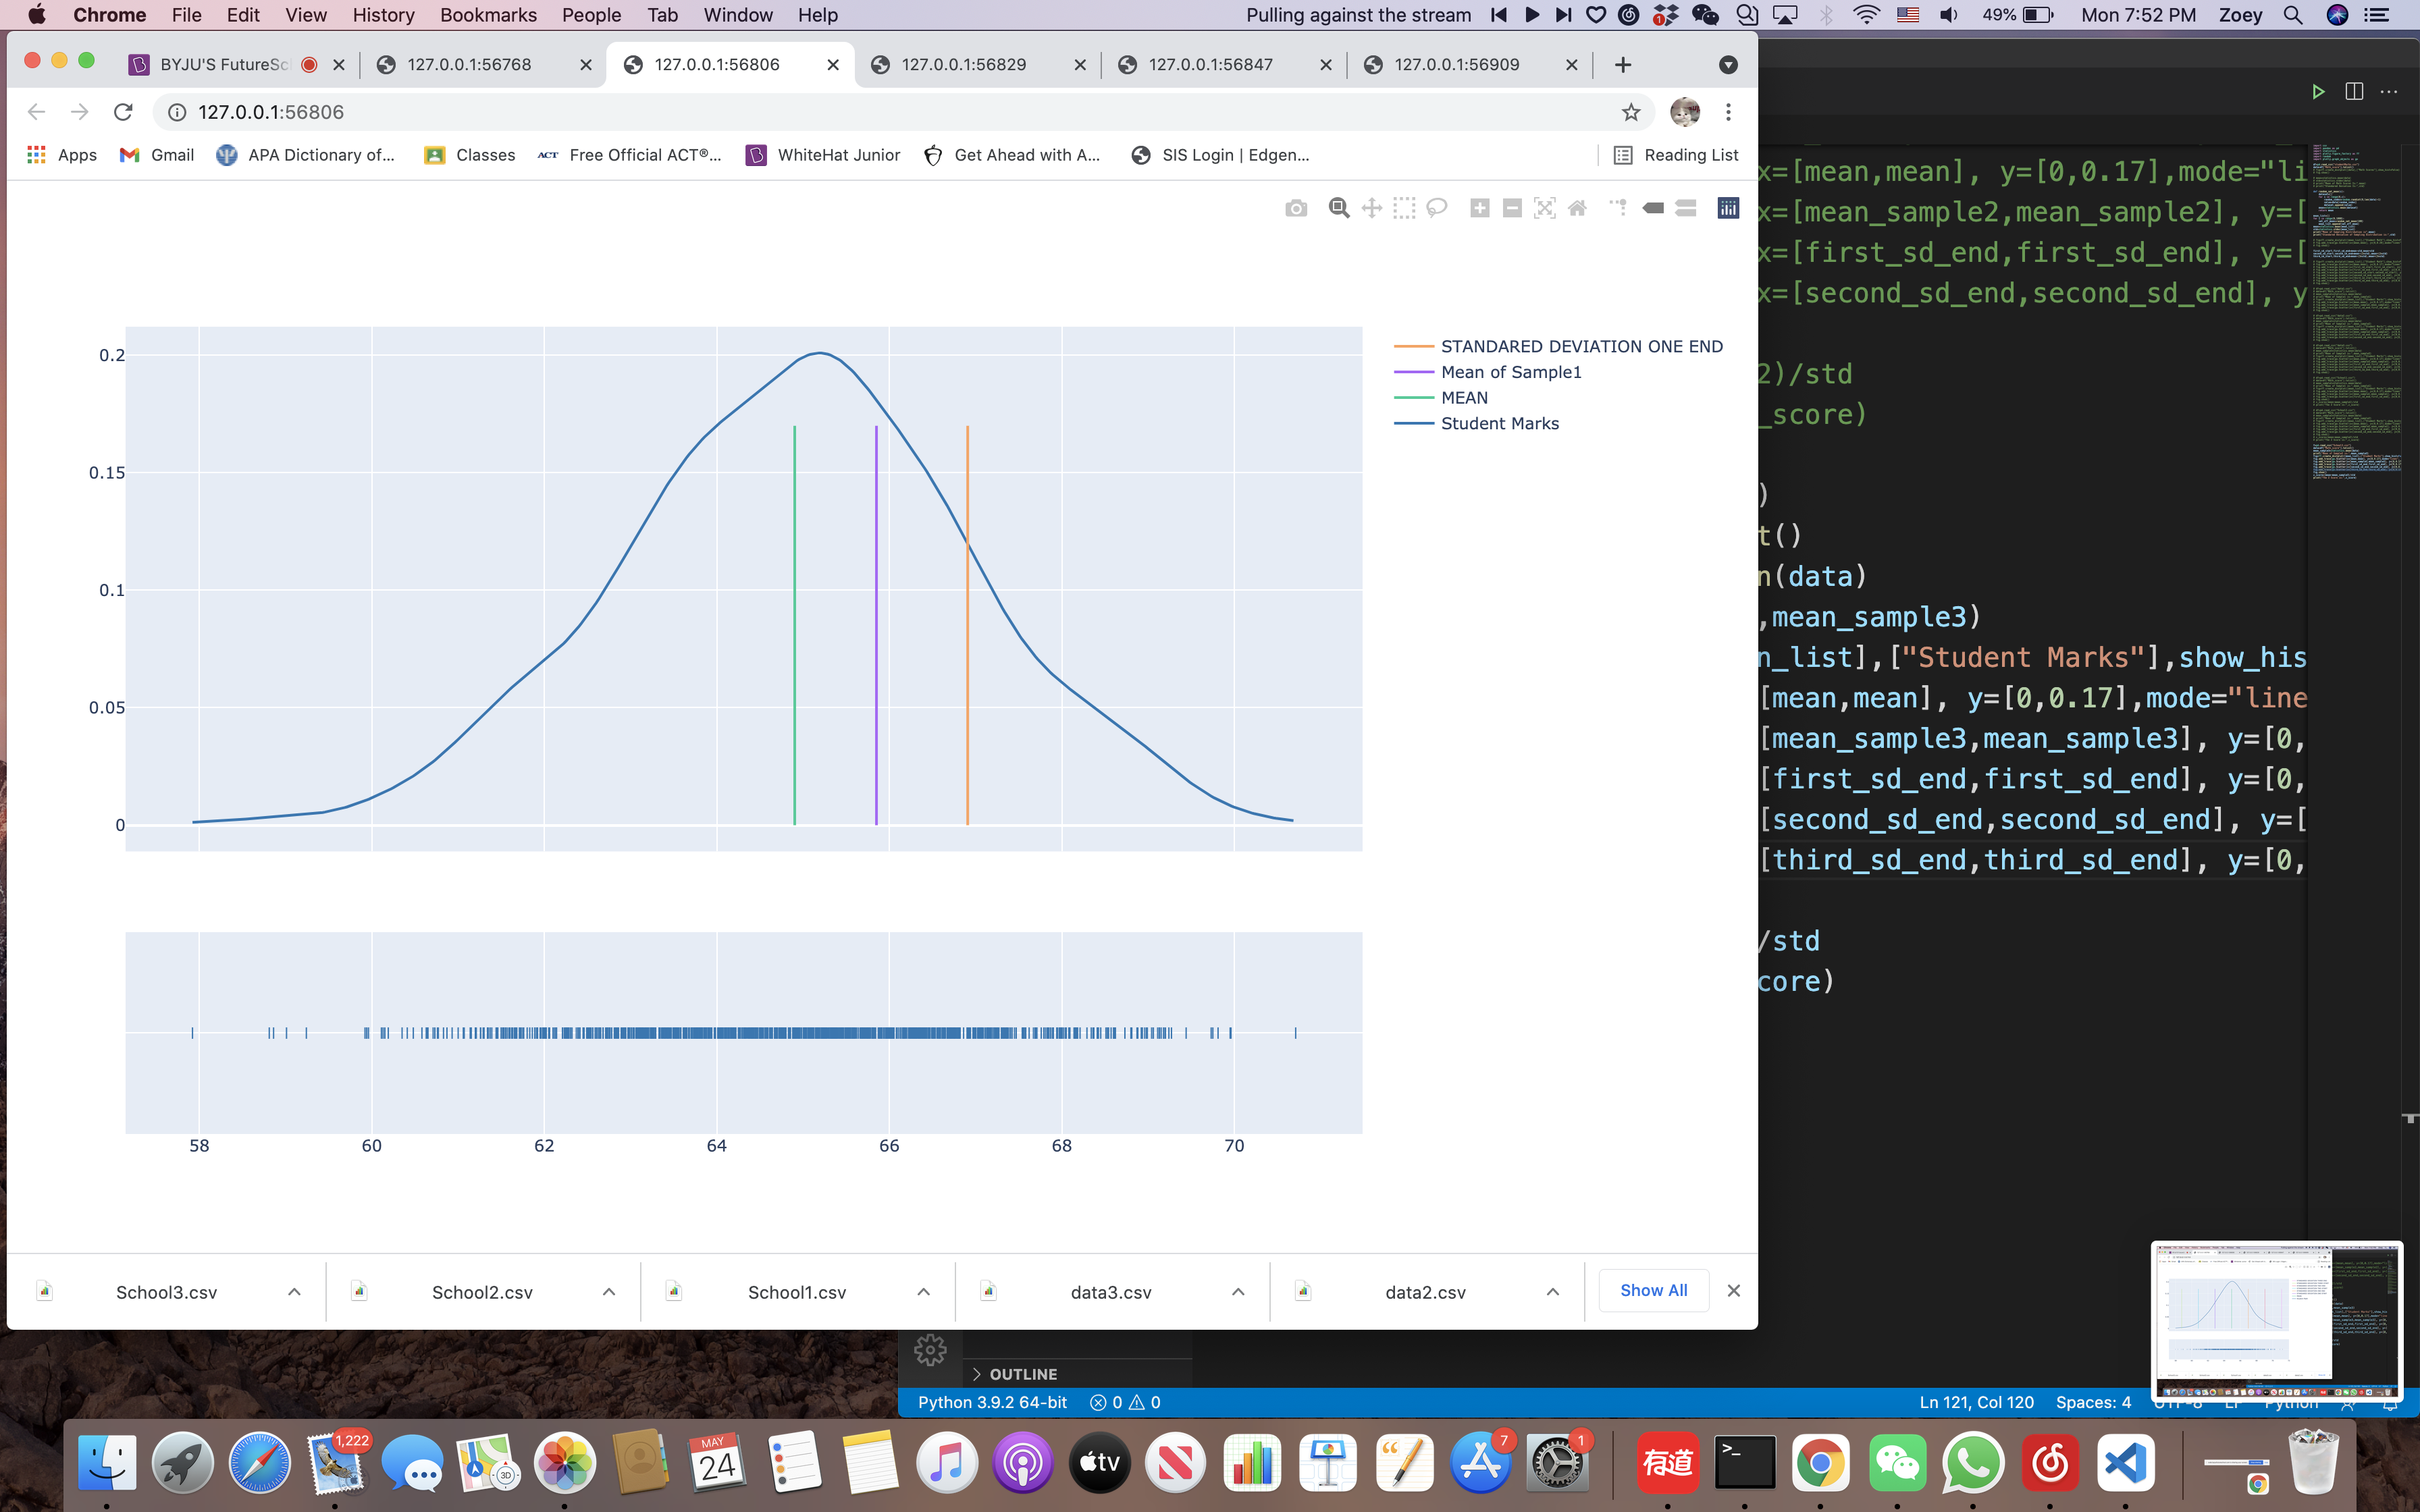 Chrome File Edit View History Bookmarks People Tab Window Help Pulling against the stream 1 49% Mon 7:52 PM Zoey
BYJU'S FutureSc 127.0.0.1:56768 127.0.0.1:56806 127.0.0.1:56829 127.0.0.1:56847 127.0.0.1:56909
127.0.0.1:56806
Apps Gmail APA Dictionary of... Classes ACT Free Official ACT®... WhiteHat Junior Get Ahead with A... SIS Login | Edgen... Reading List
x=[mean,mean], y=[0,0.17],mode="li
x=[mean_sample2,mean_sample2], y=[
x=[first_sd_end,first_sd_end], y=[
x=[second_sd_end,second_sd_end], y
2)/std
_score)
)
t()
n(data)
,mean_sample3)
n_list],["Student Marks"],show_his
[mean,mean], y=[0,0.17],mode="line
[mean_sample3,mean_sample3], y=[0,
[first_sd_end,first_sd_end], y=[0,
[second_sd_end,second_sd_end], y=[
[third_sd_end,third_sd_end], y=[0,
/std
core)
0.2
0.15
0.1
0.05
0
STANDARED DEVIATION ONE END
Mean of Sample1
MEAN
Student Marks
58 60 62 64 66 68 70
School3.csv School2.csv School1.csv data3.csv data2.csv Show All
OUTLINE
Python 3.9.2 64-bit 0 0 Ln 121, Col 120 Spaces: 4 UTF-8 LF Python
1,222 3D MAY 24 tv 7 1 有道 >_